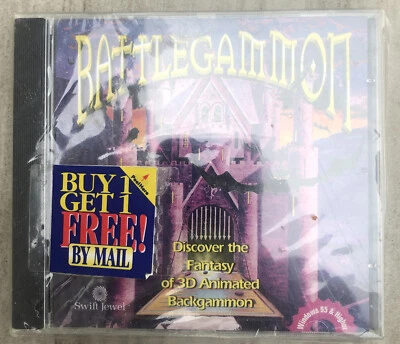 BATTLEGAMMON
BUY 1
GET 1
FREE!
BY MAIL
Discover the
Fantasy
of 3D Animated
Backgammon
Swift Jewel
Windows 95 & Higher